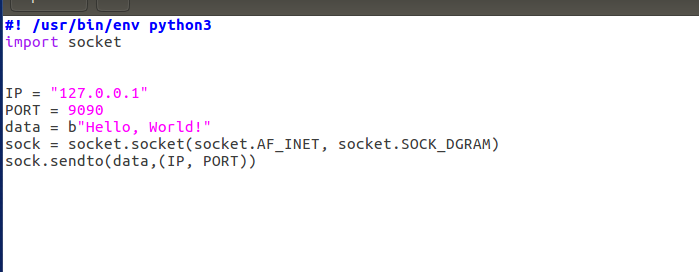 #! /usr/bin/env python3
import socket
IP = "127.0.0.1"
PORT = 9090
data = b"Hello, World!"
sock = socket.socket(socket.AF_INET, socket.SOCK_DGRAM)
sock.sendto(data,(IP, PORT))